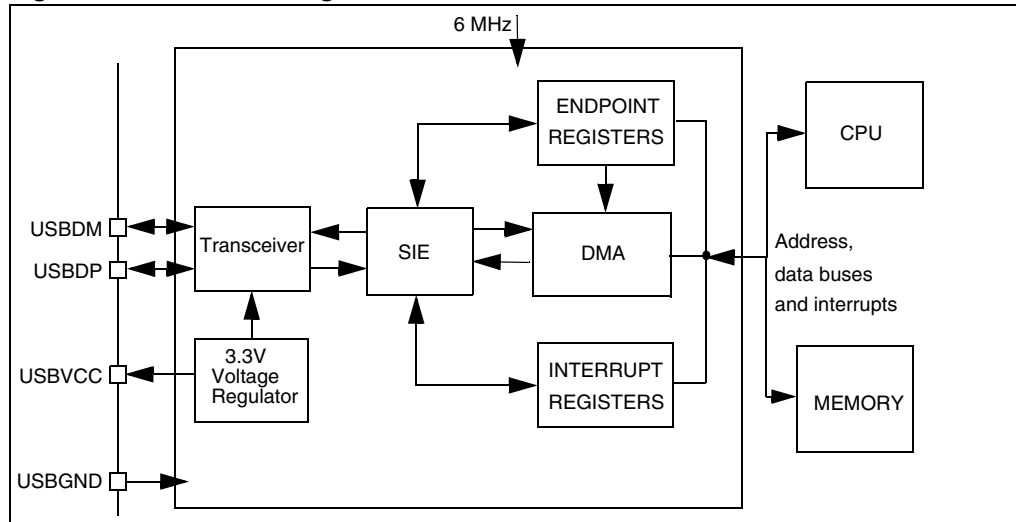 6 MHz
ENDPOINT
REGISTERS
CPU
USBDM
USBDP
Transceiver
SIE
DMA
Address,
data buses
and interrupts
USBVCC
3.3V
Voltage
Regulator
INTERRUPT
REGISTERS
MEMORY
USBGND